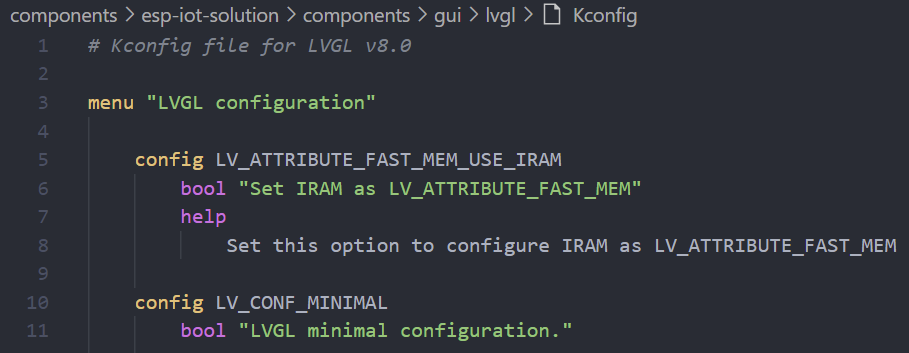 components > esp-iot-solution > components > gui > lvgl > Kconfig
1 # Kconfig file for LVGL v8.0
2
3 menu "LVGL configuration"
4
5 config LV_ATTRIBUTE_FAST_MEM_USE_IRAM
6 bool "Set IRAM as LV_ATTRIBUTE_FAST_MEM"
7 help
8 Set this option to configure IRAM as LV_ATTRIBUTE_FAST_MEM
9
10 config LV_CONF_MINIMAL
11 bool "LVGL minimal configuration."